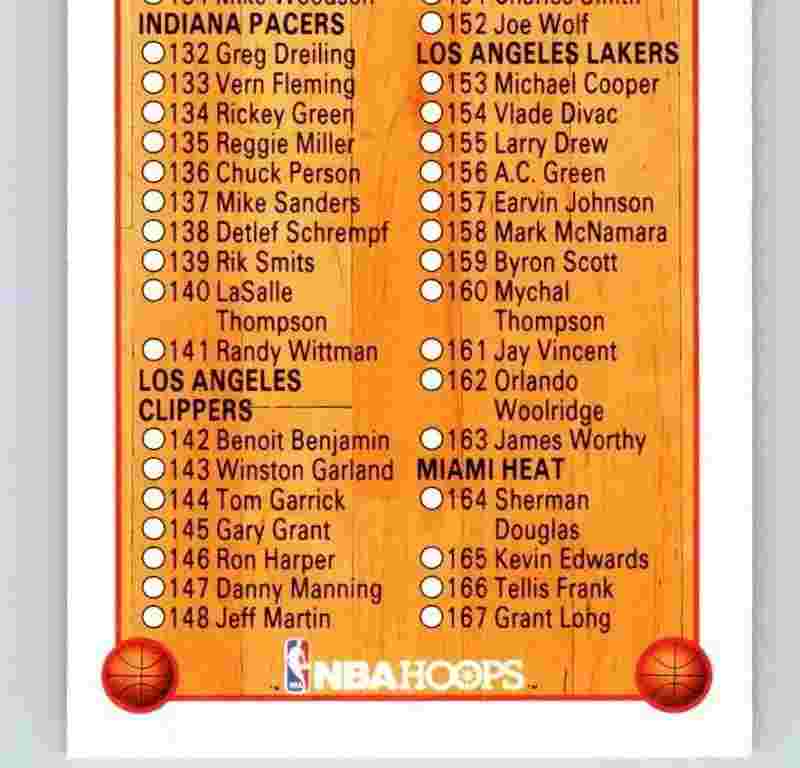 INDIANA PACERS
132 Greg Dreiling
133 Vern Fleming
134 Rickey Green
135 Reggie Miller
136 Chuck Person
137 Mike Sanders
138 Detlef Schrempf
139 Rik Smits
140 LaSalle
Thompson
141 Randy Wittman
LOS ANGELES
CLIPPERS
142 Benoit Benjamin
143 Winston Garland
144 Tom Garrick
145 Gary Grant
146 Ron Harper
147 Danny Manning
148 Jeff Martin
152 Joe Wolf
LOS ANGELES LAKERS
153 Michael Cooper
154 Vlade Divac
155 Larry Drew
156 A.C. Green
157 Earvin Johnson
158 Mark McNamara
159 Byron Scott
160 Mychal
Thompson
161 Jay Vincent
162 Orlando
Woolridge
163 James Worthy
MIAMI HEAT
164 Sherman
Douglas
165 Kevin Edwards
166 Tellis Frank
167 Grant Long
NBA HOOPS